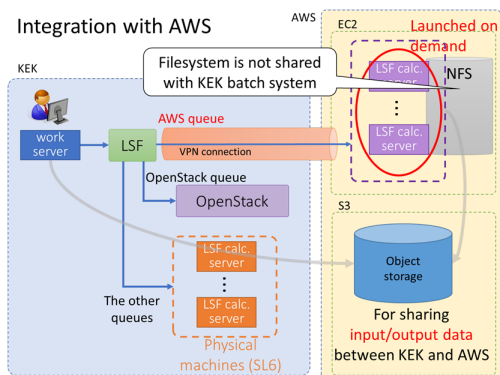 Integration with AWS
AWS
EC2
Launched on
demand
KEK
Filesystem is not shared
with KEK batch system
LSF calc.
server
NFS
LSF calc.
server
work
server
LSF
AWS queue
VPN connection
OpenStack queue
OpenStack
S3
Object
storage
LSF calc.
server
LSF calc.
server
The other
queues
Physical
machines (SL6)
For sharing
input/output data
between KEK and AWS